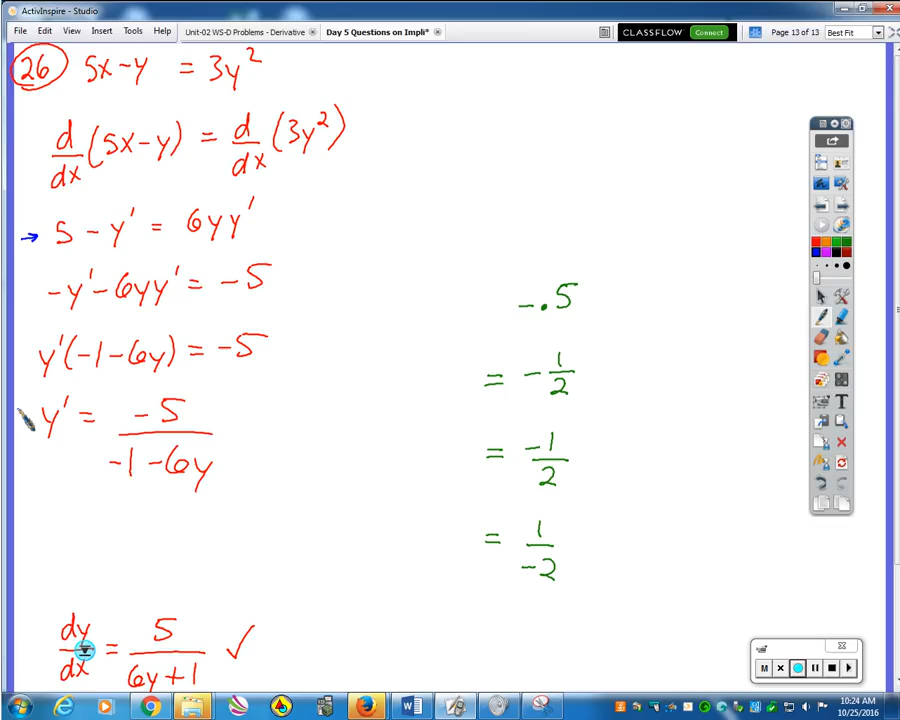 ActivInspire - Studio
File Edit View Insert Tools Help Unit-02 WS-D Problems - Derivative Day 5 Questions on Impli* CLASSFLOW Connect Page 13 of 13 Best Fit
26 5x-y = 3y²
d/dx (5x-y) = d/dx (3y²)
5 - y' = 6yy'
-y' - 6yy' = -5
y'(-1-6y) = -5
y' = -5/(-1-6y)
dy/dx = 5/(6y+1) ✓
-.5
= -1/2
= -1/2
= 1/-2
M
10:24 AM
10/25/2016